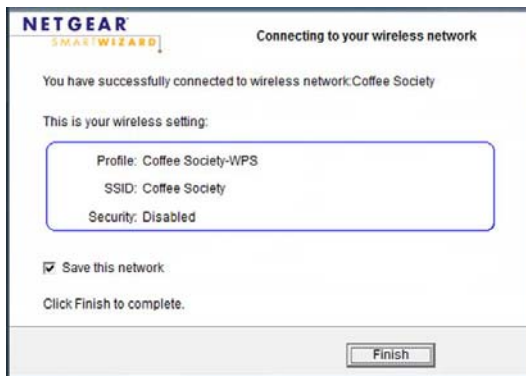 NETGEAR
SMARTWIZARD
Connecting to your wireless network
You have successfully connected to wireless network:Coffee Society
This is your wireless setting:
Profile: Coffee Society-WPS
SSID: Coffee Society
Security: Disabled
Save this network
Click Finish to complete.
Finish